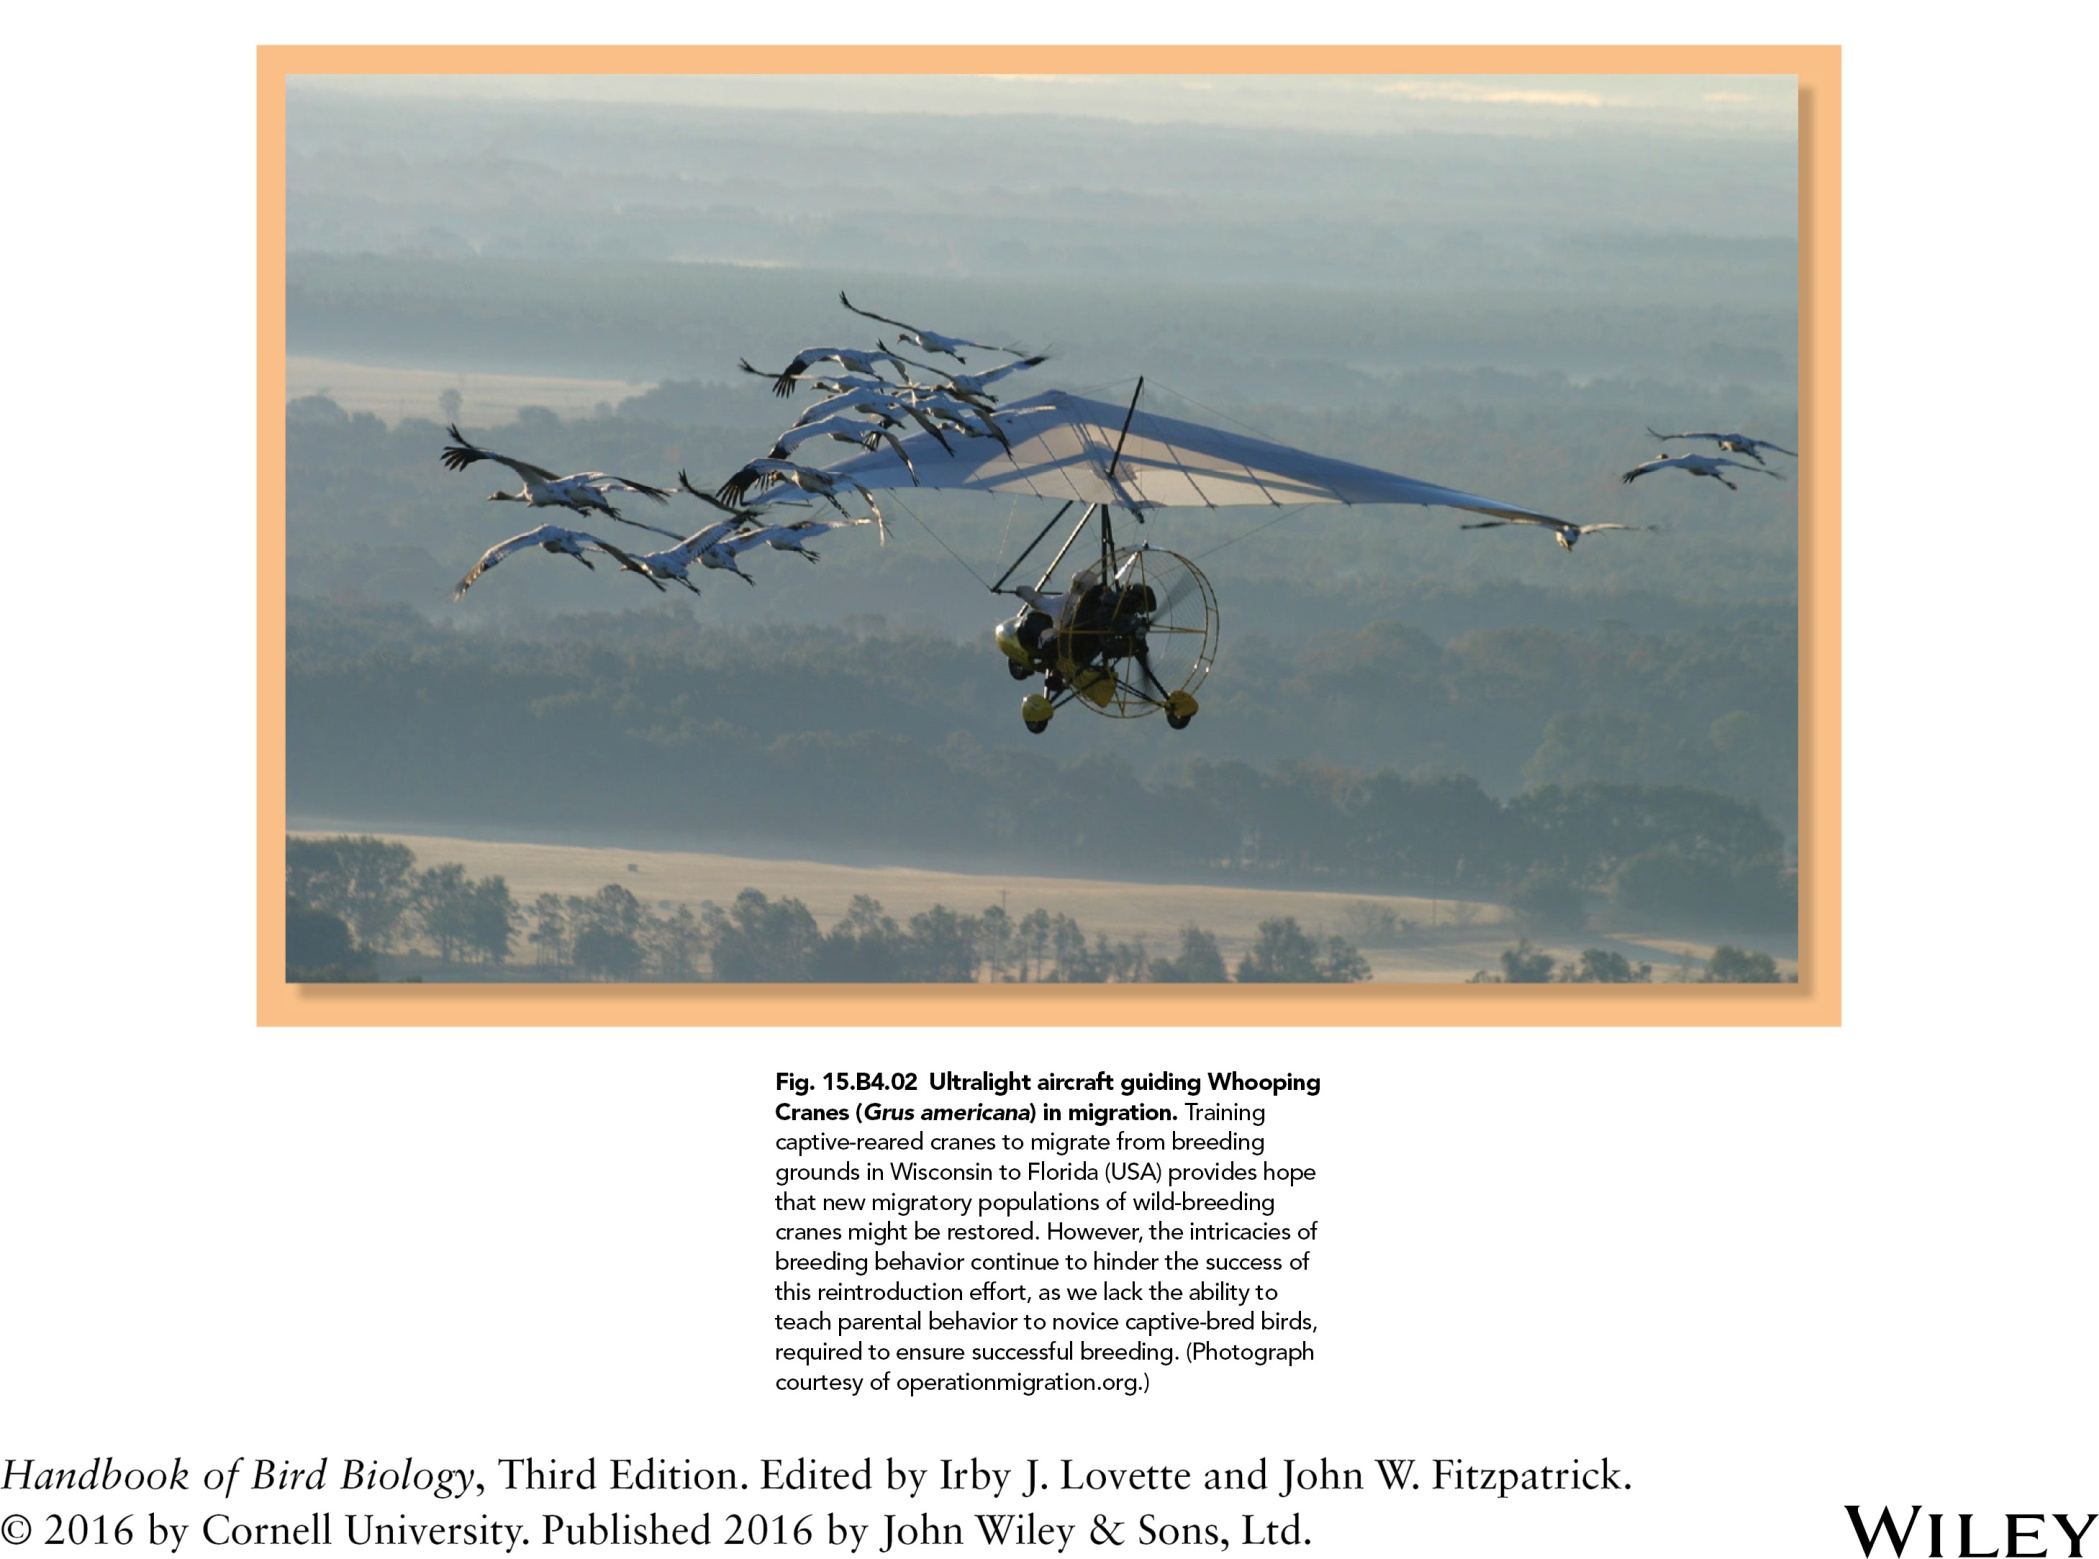 Fig. 15.B4.02 Ultralight aircraft guiding Whooping
Cranes (Grus americana) in migration. Training
captive-reared cranes to migrate from breeding
grounds in Wisconsin to Florida (USA) provides hope
that new migratory populations of wild-breeding
cranes might be restored. However, the intricacies of
breeding behavior continue to hinder the success of
this reintroduction effort, as we lack the ability to
teach parental behavior to novice captive-bred birds,
required to ensure successful breeding. (Photograph
courtesy of operationmigration.org.)
Handbook of Bird Biology, Third Edition. Edited by Irby J. Lovette and John W. Fitzpatrick.
© 2016 by Cornell University. Published 2016 by John Wiley & Sons, Ltd.
WILEY